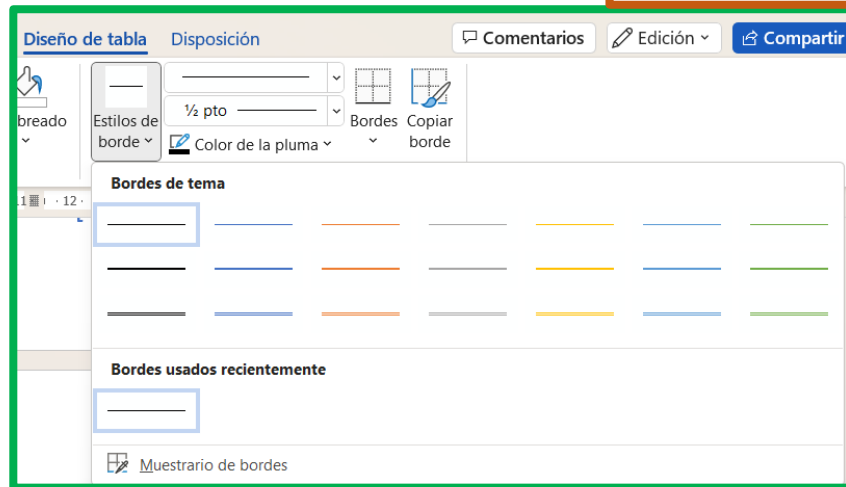 Diseño de tabla Disposición Comentarios Edición Compartir
breado Estilos de borde ½ pto Color de la pluma Bordes Copiar borde
1 · 12 ·
Bordes de tema
Bordes usados recientemente
Muestrario de bordes